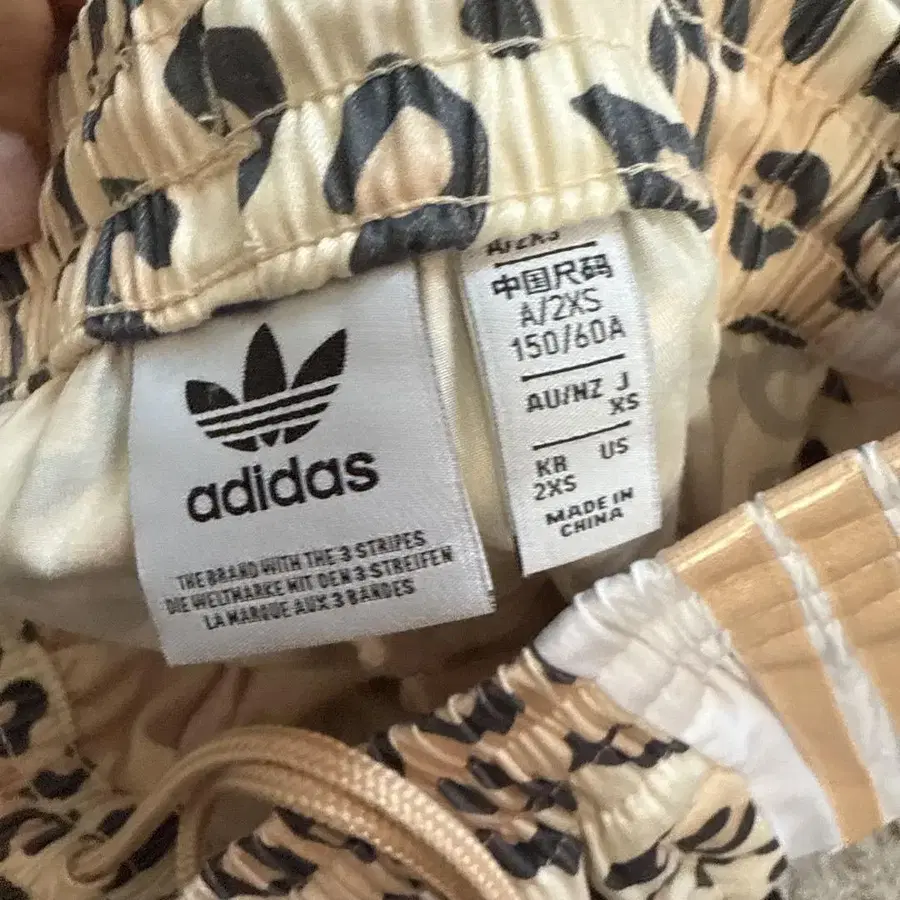 adidas
THE BRAND WITH THE 3 STRIPES
DIE WELTMARKE MIT DEN 3 STREIFEN
LA MARQUE AUX 3 BANDES
A/2XS
中国尺码
A/2XS
150/60A
AU/NZ J
XS
KR US
2XS
MADE IN
CHINA